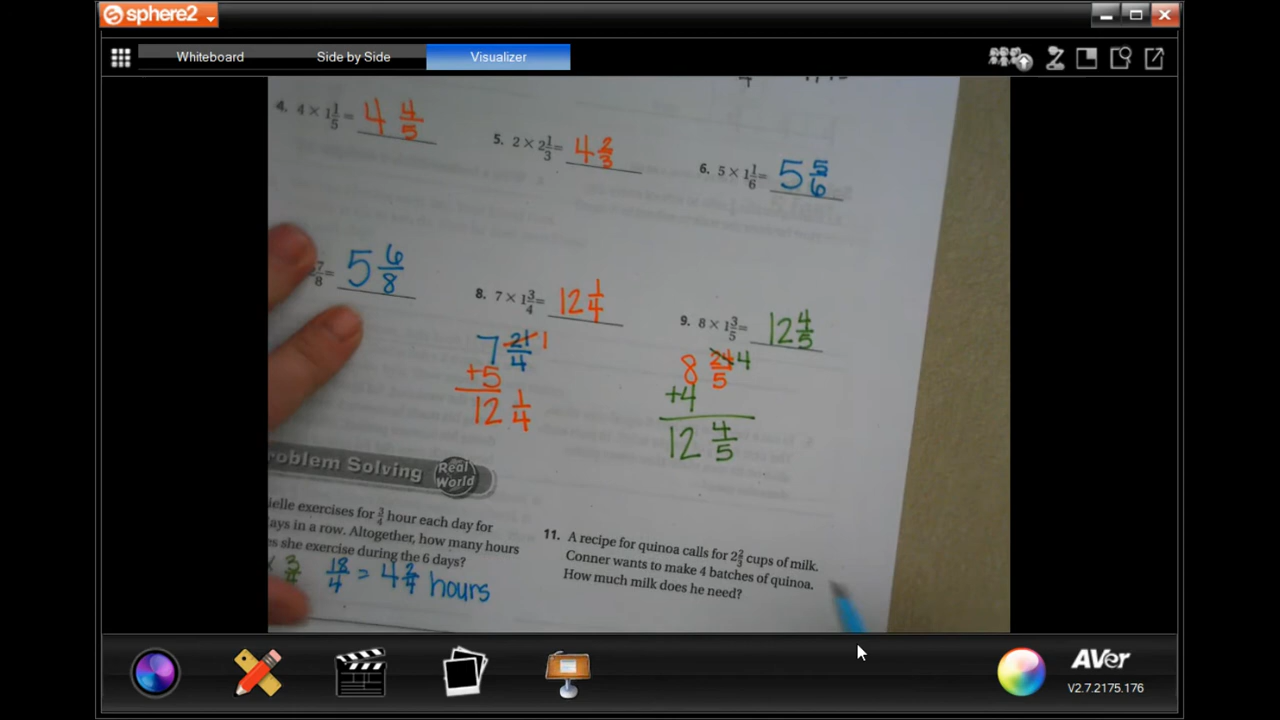 sphere2
Whiteboard Side by Side Visualizer
4. 4 × 1 1/5 = 4 4/5
5. 2 × 2 1/3 = 4 2/3
6. 5 × 1 1/6 = 5 5/6
7/8 = 5 6/8
8. 7 × 1 3/4 = 12 1/4
7 21/4 1
+5
12 1/4
9. 8 × 1 3/5 = 12 4/5
8 24/5 4
+4
12 4/5
oblem Solving Real World
ielle exercises for 3/4 hour each day for
ays in a row. Altogether, how many hours
es she exercise during the 6 days?
× 3/4 18/4 = 4 2/4 hours
11. A recipe for quinoa calls for 2 2/3 cups of milk.
Conner wants to make 4 batches of quinoa.
How much milk does he need?
AVer
V2.7.2175.176